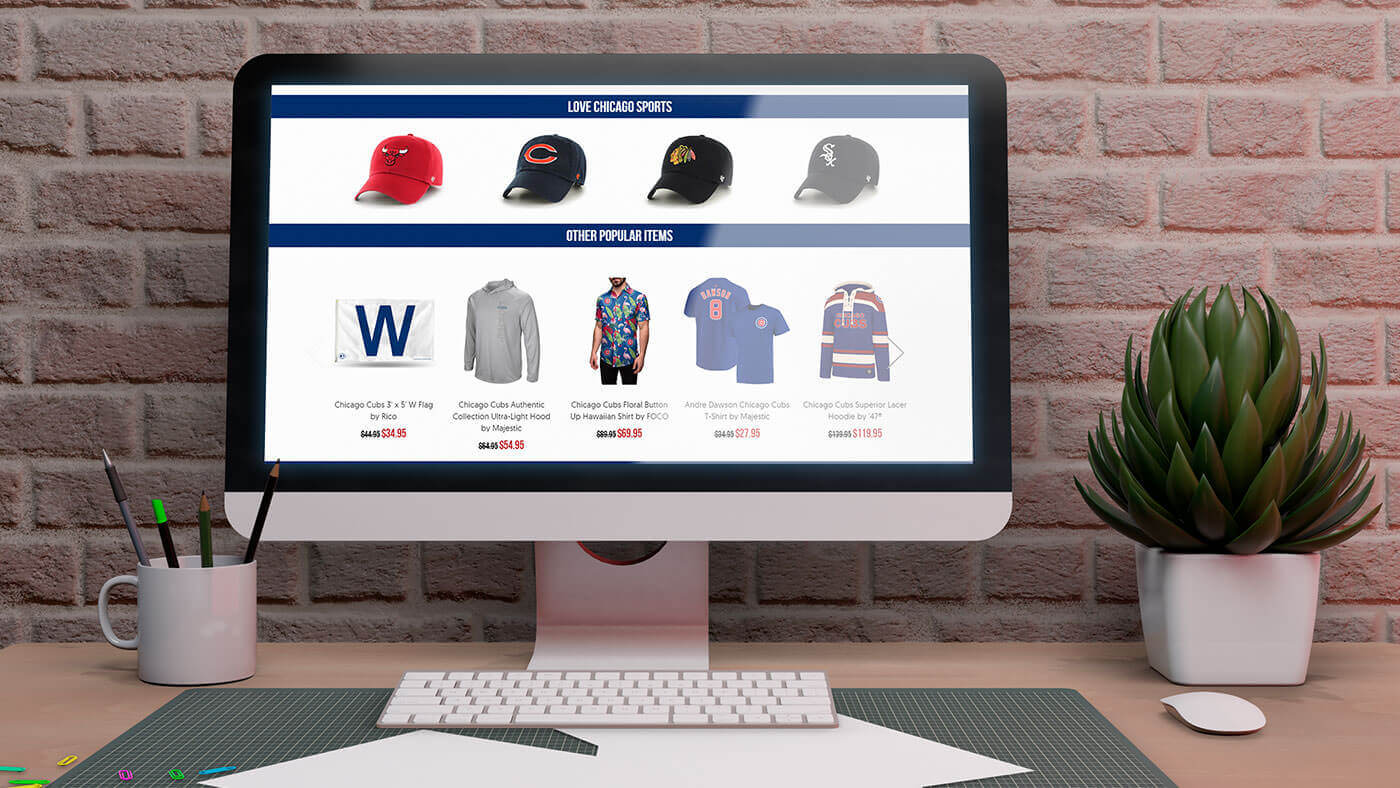 LOVE CHICAGO SPORTS
OTHER POPULAR ITEMS
W
DAWSON
8
CHICAGO
CUBS
Chicago Cubs 3' x 5' W Flag
by Rico
$44.95 $34.95
Chicago Cubs Authentic
Collection Ultra-Light Hood
by Majestic
$64.95 $54.95
Chicago Cubs Floral Button
Up Hawaiian Shirt by FOCO
$89.95 $69.95
Andre Dawson Chicago Cubs
T-Shirt by Majestic
$34.95 $27.95
Chicago Cubs Superior Lacer
Hoodie by '47®
$139.95 $119.95